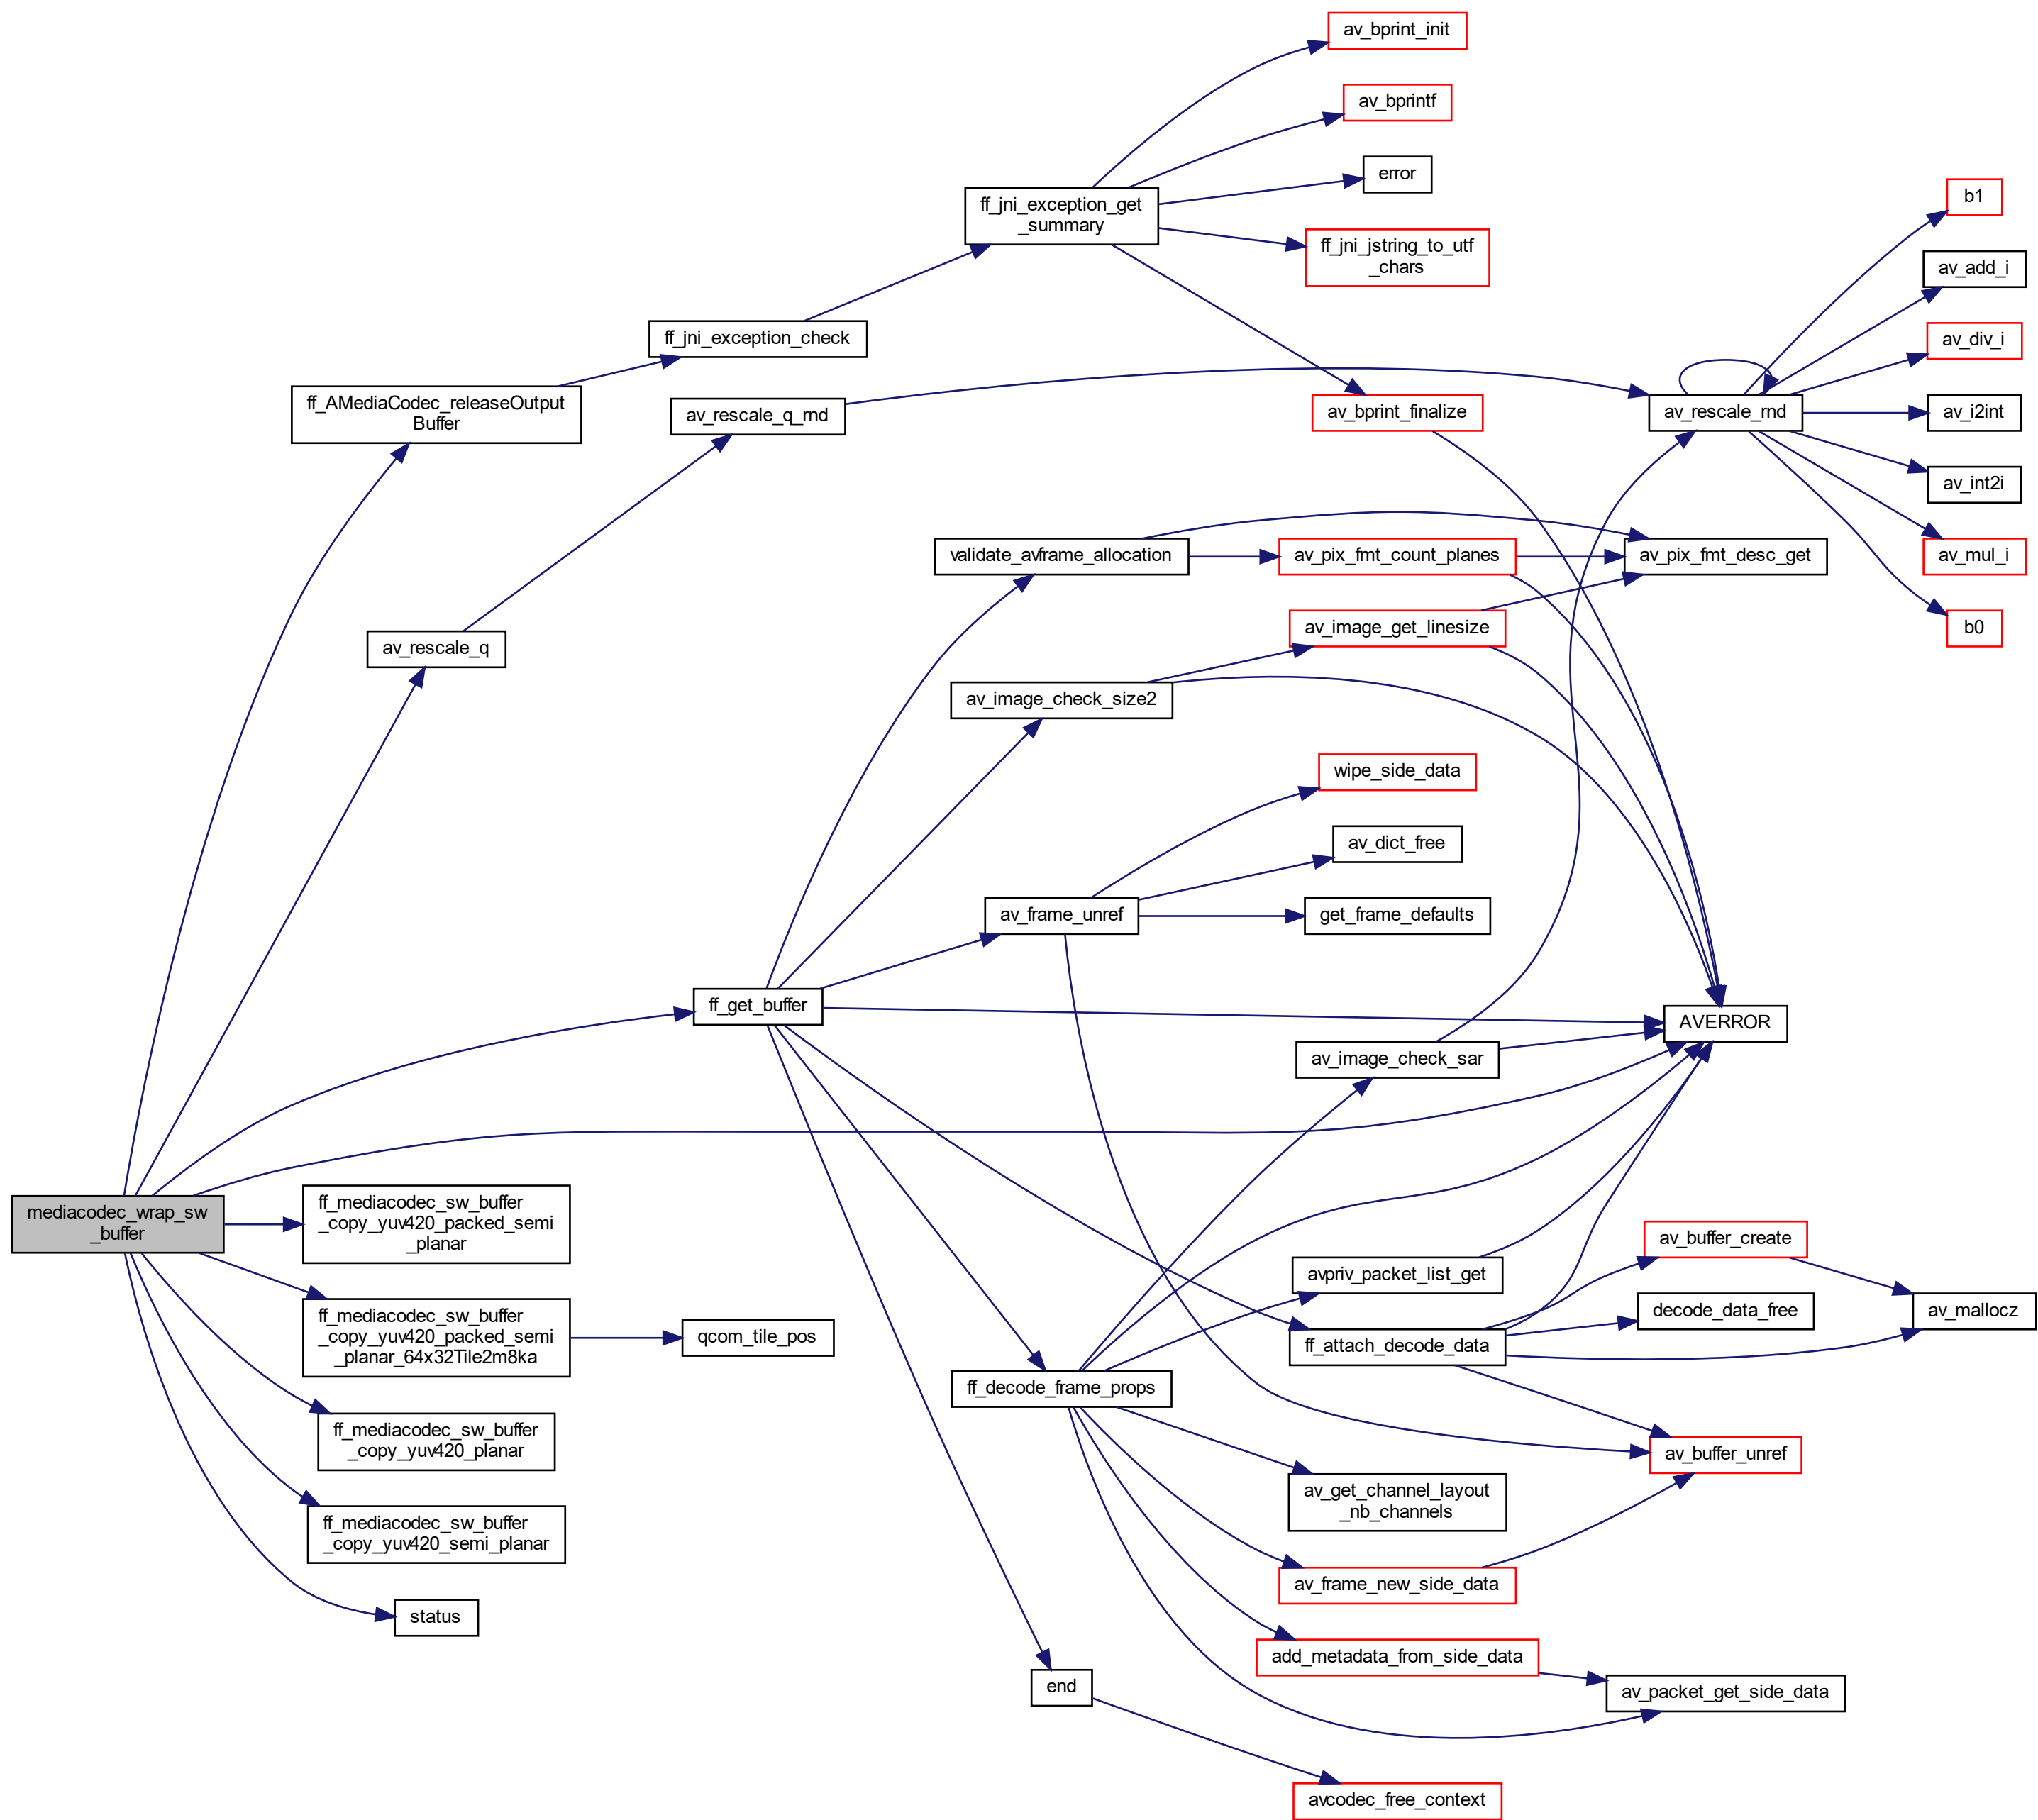 av_bprint_init
av_bprintf
error
ff_jni_exception_get
_summary
ff_jni_jstring_to_utf
_chars
b1
av_add_i
ff_jni_exception_check
av_div_i
ff_AMediaCodec_releaseOutput
Buffer
av_rescale_q_rnd
av_bprint_finalize
av_rescale_rnd
av_i2int
av_int2i
validate_avframe_allocation
av_pix_fmt_count_planes
av_pix_fmt_desc_get
av_mul_i
av_rescale_q
av_image_get_linesize
b0
av_image_check_size2
wipe_side_data
av_dict_free
av_frame_unref
get_frame_defaults
ff_get_buffer
AVERROR
av_image_check_sar
mediacodec_wrap_sw
_buffer
ff_mediacodec_sw_buffer
_copy_yuv420_packed_semi
_planar
av_buffer_create
avpriv_packet_list_get
decode_data_free
av_mallocz
ff_mediacodec_sw_buffer
_copy_yuv420_packed_semi
_planar_64x32Tile2m8ka
qcom_tile_pos
ff_attach_decode_data
ff_decode_frame_props
ff_mediacodec_sw_buffer
_copy_yuv420_planar
av_buffer_unref
av_get_channel_layout
_nb_channels
ff_mediacodec_sw_buffer
_copy_yuv420_semi_planar
av_frame_new_side_data
status
add_metadata_from_side_data
end
av_packet_get_side_data
avcodec_free_context